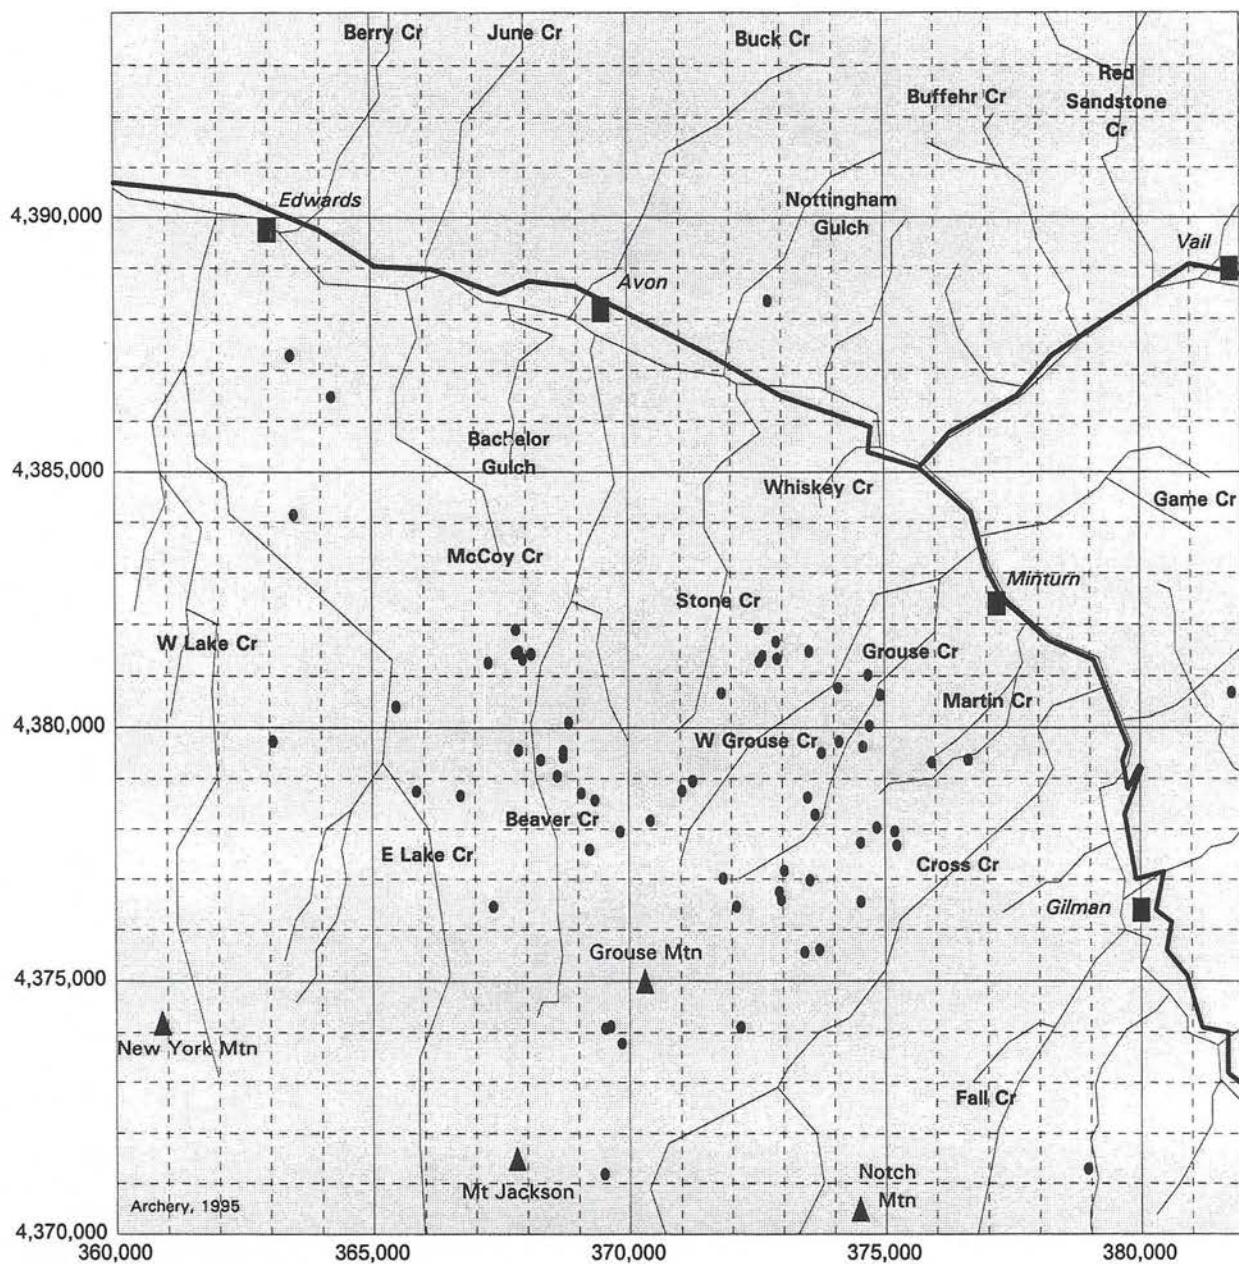 Berry Cr
June Cr
Buck Cr
Red
Sandstone
Cr
Buffehr Cr
Nottingham
Gulch
4,390,000
Edwards
Vail
Avon
Bachelor
Gulch
4,385,000
Whiskey Cr
Game Cr
McCoy Cr
Minturn
Stone Cr
W Lake Cr
Grouse Cr
Martin Cr
4,380,000
W Grouse Cr
Beaver Cr
E Lake Cr
Cross Cr
Gilman
Grouse Mtn
4,375,000
New York Mtn
Fall Cr
Notch
Mtn
Mt Jackson
Archery, 1995
4,370,000
360,000
365,000
370,000
375,000
380,000